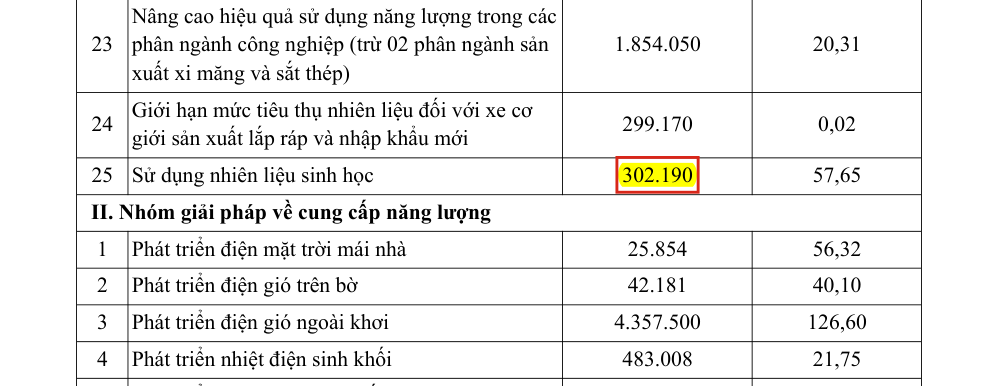 Nâng cao hiệu quả sử dụng năng lượng trong các
23 phân ngành công nghiệp (trừ 02 phân ngành sản 1.854.050 20,31
xuất xi măng và sắt thép)
Giới hạn mức tiêu thụ nhiên liệu đối với xe cơ
24 299.170 0,02
giới sản xuất lắp ráp và nhập khẩu mới
25 Sử dụng nhiên liệu sinh học 302.190 57,65
II. Nhóm giải pháp về cung cấp năng lượng
1 Phát triển điện mặt trời mái nhà 25.854 56,32
2 Phát triển điện gió trên bờ 42.181 40,10
3 Phát triển điện gió ngoài khơi 4.357.500 126,60
4 Phát triển nhiệt điện sinh khối 483.008 21,75